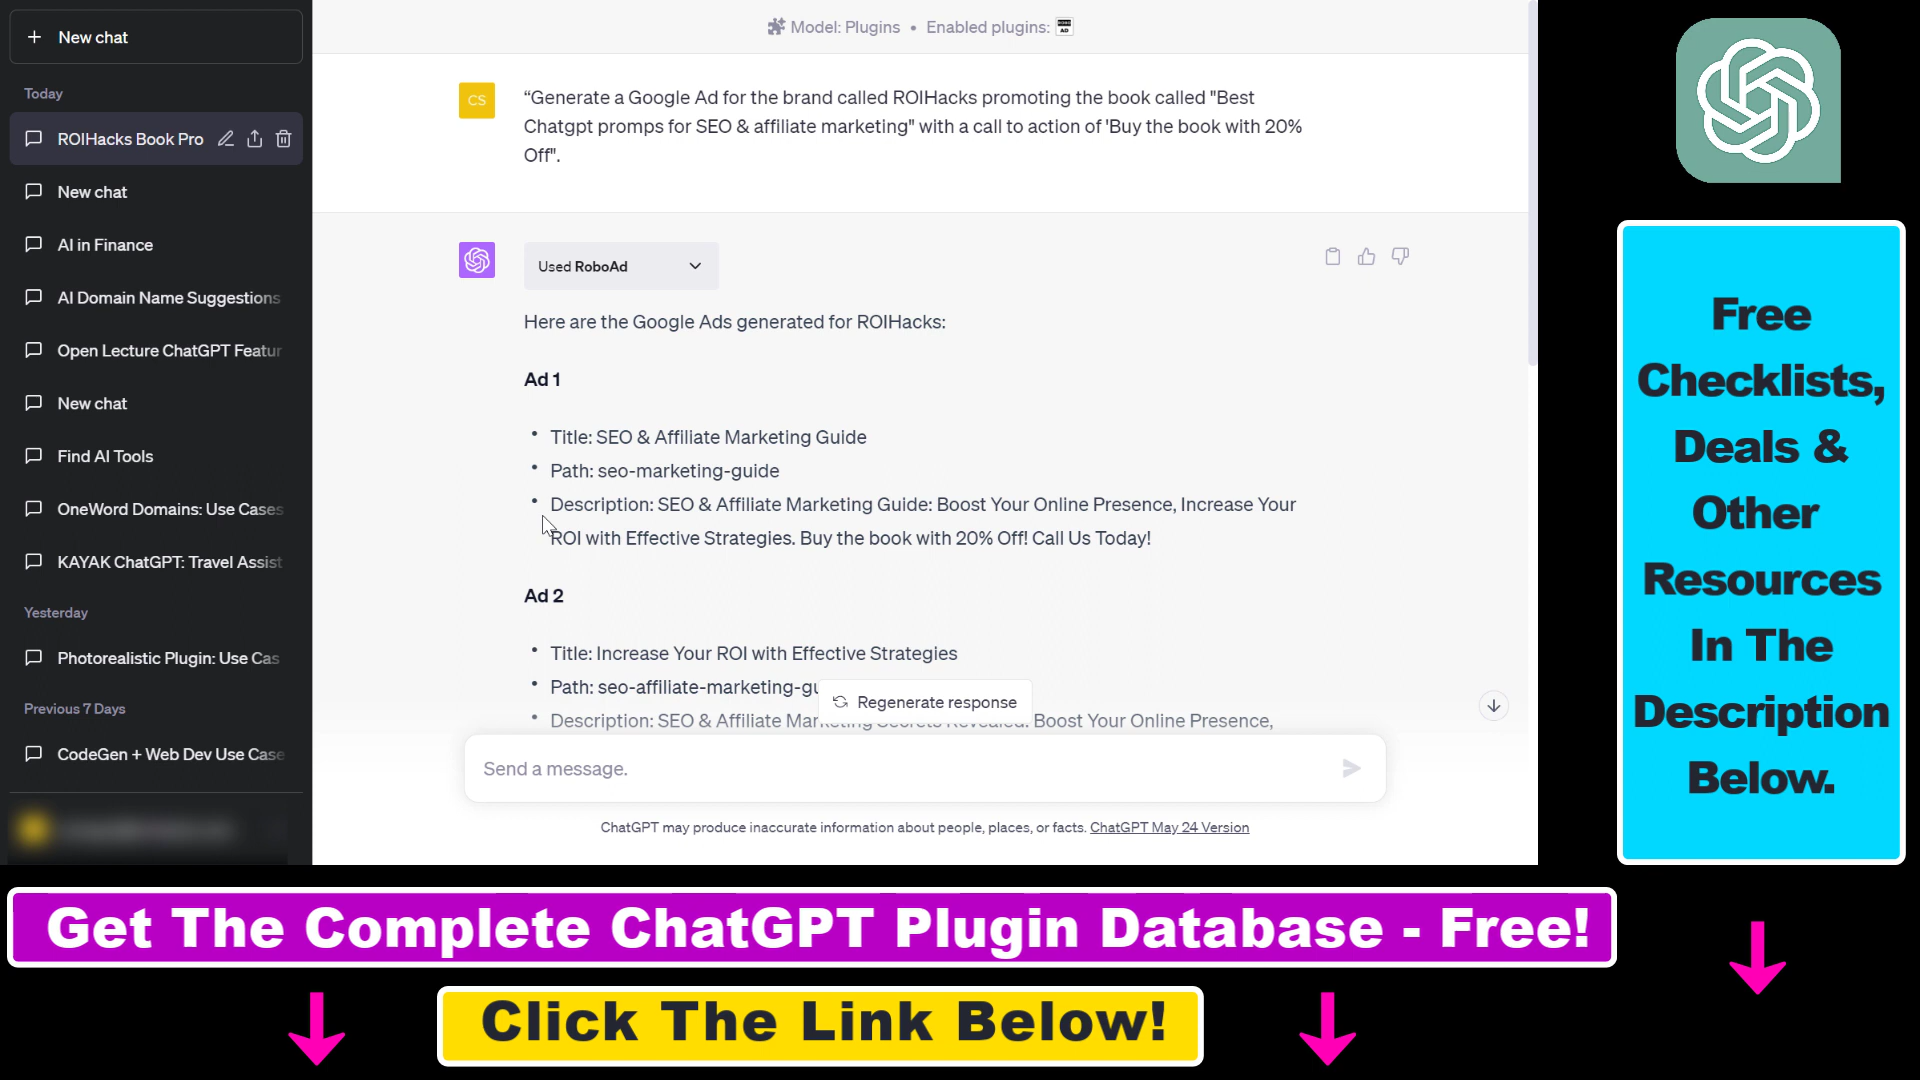 New chat
Today
ROIHacks Book Pro
New chat
AI in Finance
AI Domain Name Suggestions
Open Lecture ChatGPT Featur
New chat
Find AI Tools
OneWord Domains: Use Cases
KAYAK ChatGPT: Travel Assist
Yesterday
Photorealistic Plugin: Use Cas
Previous 7 Days
CodeGen + Web Dev Use Case
Model: Plugins • Enabled plugins:
CS
“Generate a Google Ad for the brand called ROIHacks promoting the book called "Best
Chatgpt promps for SEO & affiliate marketing" with a call to action of 'Buy the book with 20%
Off".
Used RoboAd
Here are the Google Ads generated for ROIHacks:
Ad 1
• Title: SEO & Affiliate Marketing Guide
• Path: seo-marketing-guide
• Description: SEO & Affiliate Marketing Guide: Boost Your Online Presence, Increase Your
ROI with Effective Strategies. Buy the book with 20% Off! Call Us Today!
Ad 2
• Title: Increase Your ROI with Effective Strategies
• Path: seo-affiliate-marketing-gu
Regenerate response
• Description: SEO & Affiliate Marketing Secrets Revealed: Boost Your Online Presence,
Send a message.
ChatGPT may produce inaccurate information about people, places, or facts. ChatGPT May 24 Version
Free
Checklists,
Deals &
Other
Resources
In The
Description
Below.
Get The Complete ChatGPT Plugin Database - Free!
Click The Link Below!